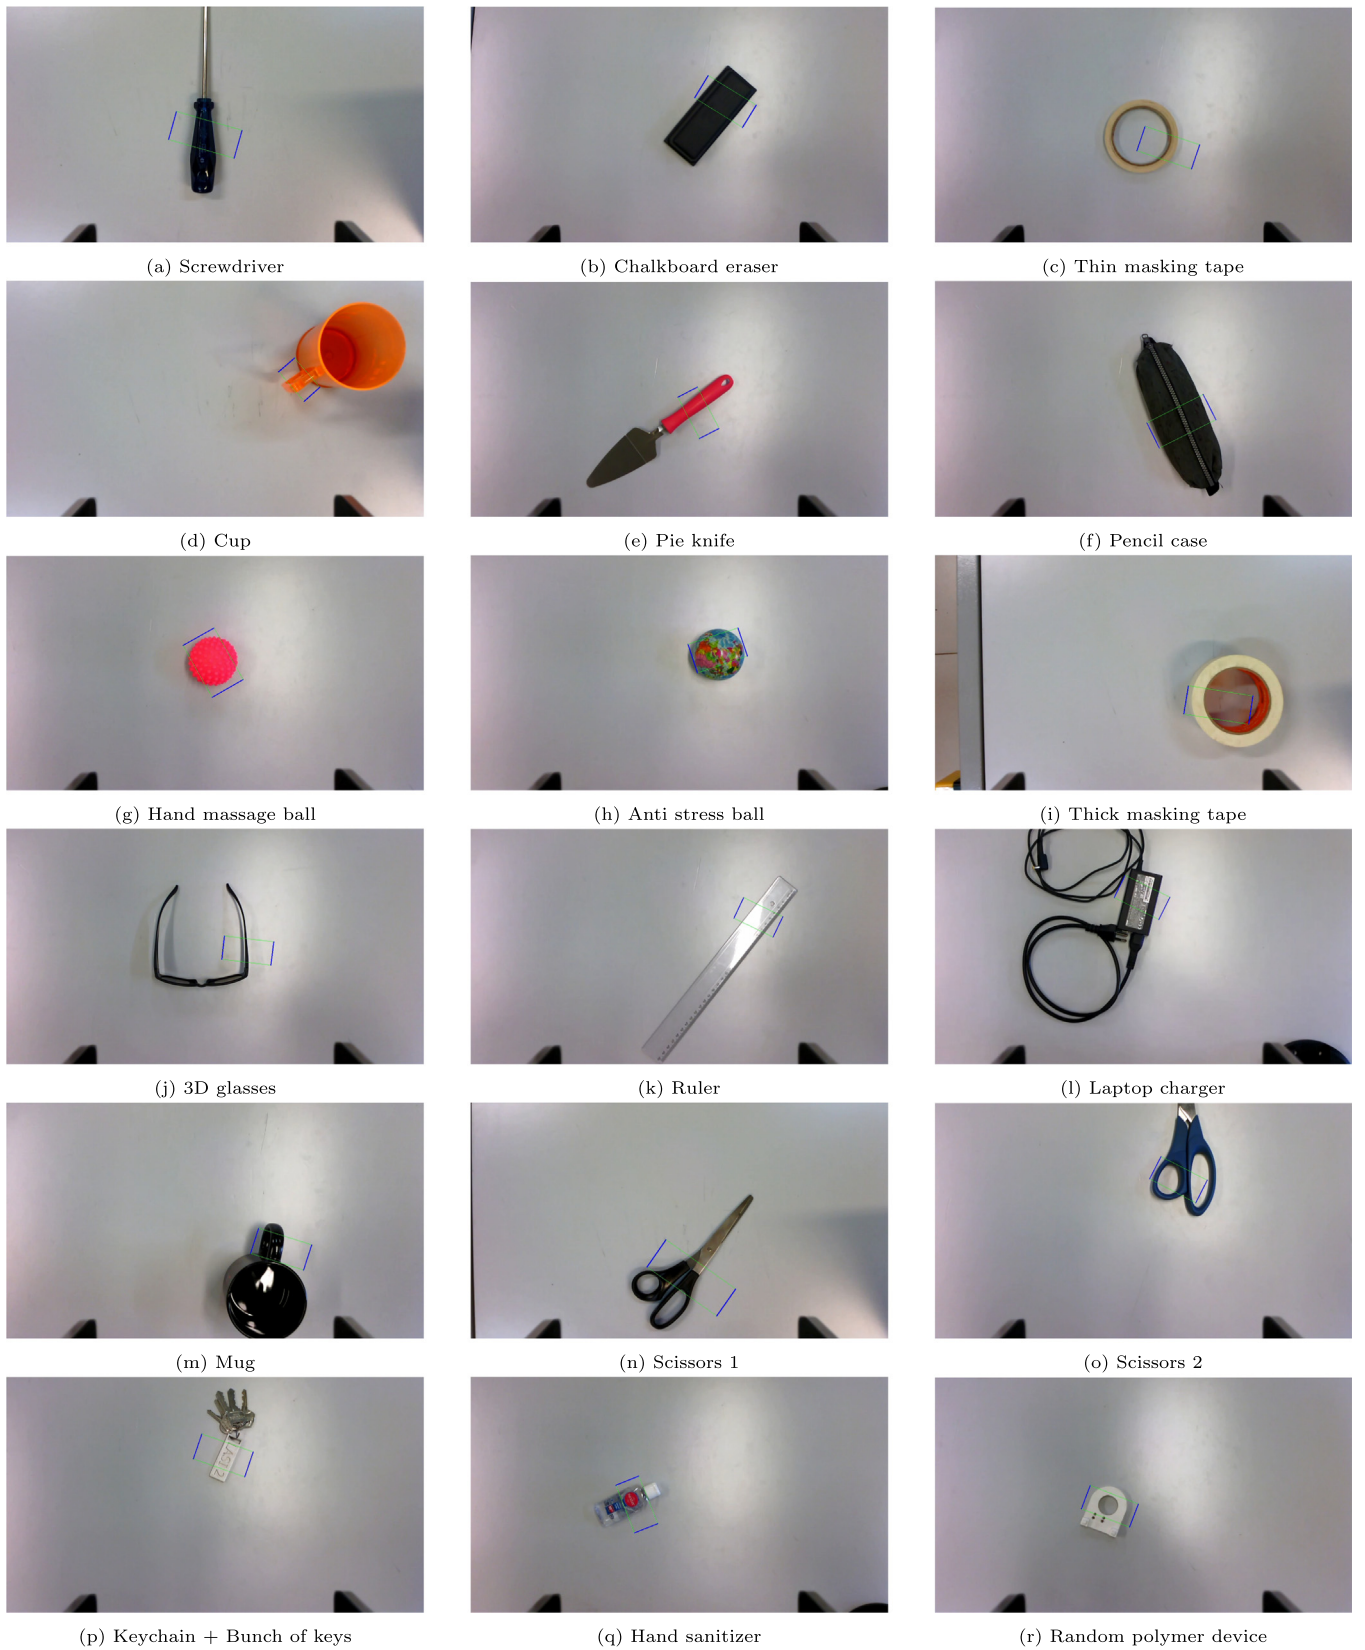 (a) Screwdriver
(b) Chalkboard eraser
(c) Thin masking tape
(d) Cup
(e) Pie knife
(f) Pencil case
(g) Hand massage ball
(h) Anti stress ball
(i) Thick masking tape
(j) 3D glasses
(k) Ruler
(l) Laptop charger
(m) Mug
(n) Scissors 1
(o) Scissors 2
(p) Keychain + Bunch of keys
(q) Hand sanitizer
(r) Random polymer device